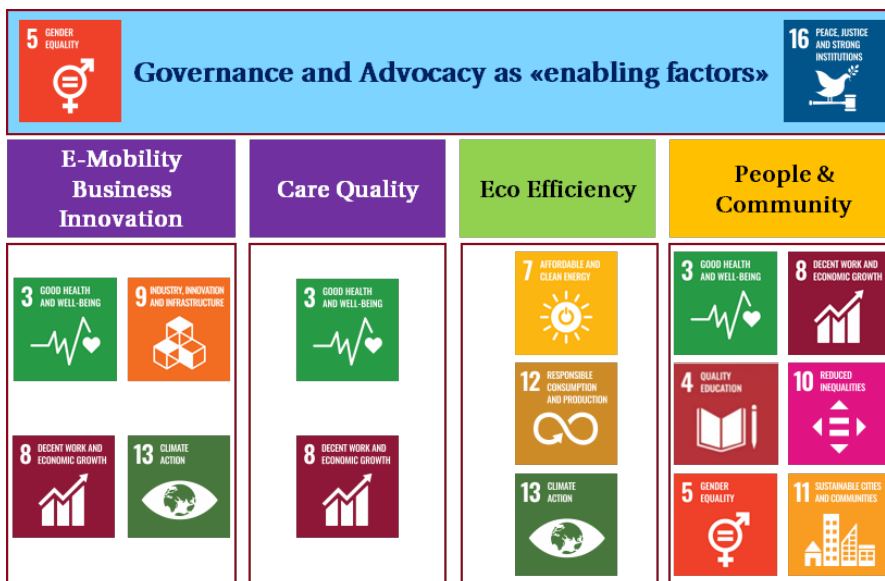 5 GENDER
EQUALITY
Governance and Advocacy as «enabling factors»
16 PEACE, JUSTICE
AND STRONG
INSTITUTIONS
E-Mobility
Business
Innovation
Care Quality
Eco Efficiency
People &
Community
3 GOOD HEALTH
AND WELL-BEING
9 INDUSTRY, INNOVATION
AND INFRASTRUCTURE
8 DECENT WORK AND
ECONOMIC GROWTH
13 CLIMATE
ACTION
3 GOOD HEALTH
AND WELL-BEING
8 DECENT WORK AND
ECONOMIC GROWTH
7 AFFORDABLE AND
CLEAN ENERGY
12 RESPONSIBLE
CONSUMPTION
AND PRODUCTION
13 CLIMATE
ACTION
3 GOOD HEALTH
AND WELL-BEING
8 DECENT WORK AND
ECONOMIC GROWTH
4 QUALITY
EDUCATION
10 REDUCED
INEQUALITIES
5 GENDER
EQUALITY
11 SUSTAINABLE CITIES
AND COMMUNITIES